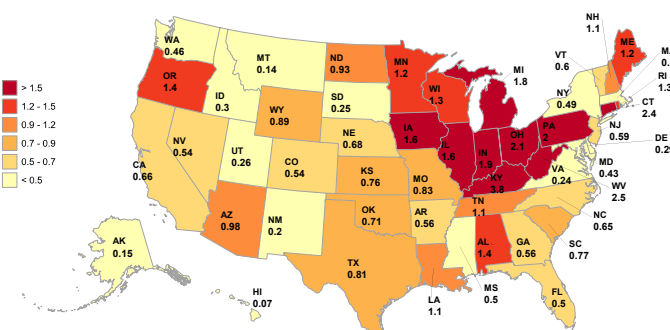 NH
1.1
WA
0.46
MT
0.14
ND
0.93
MN
1.2
ME
1.2
VT
0.6
MI
1.8
OR
1.4
ID
0.3
WI
1.3
RI
SD
0.25
NY
0.49
CT
2.4
> 1.5
1.2 - 1.5
0.9 - 1.2
0.7 - 0.9
0.5 - 0.7
< 0.5
WY
0.89
IA
1.6
PA
2
NJ
0.59
NE
0.68
IL
1.6
IN
1.9
OH
2.1
DE
NV
0.54
UT
0.26
CO
0.54
MD
0.43
CA
0.66
KS
0.76
MO
0.83
KY
3.8
VA
0.24
WV
2.5
TN
1.1
NC
0.65
AZ
0.98
NM
0.2
OK
0.71
AR
0.56
AK
0.15
AL
1.4
GA
0.56
SC
0.77
TX
0.81
MS
0.5
HI
0.07
LA
1.1
FL
0.5